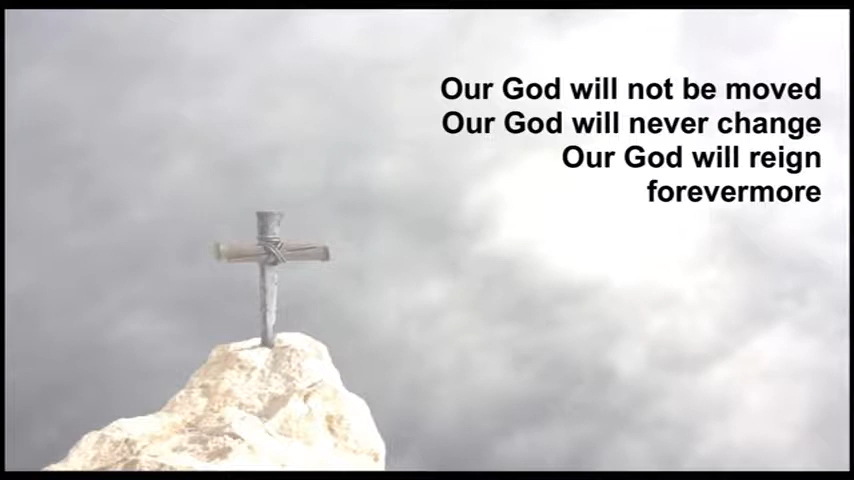 Our God will not be moved
Our God will never change
Our God will reign
forevermore